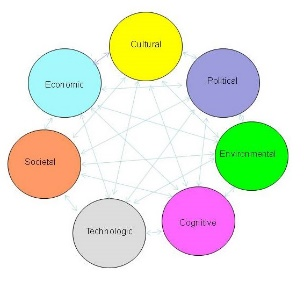 Cultural
Political
Economic
Environmental
Societal
Cognitive
Technologic